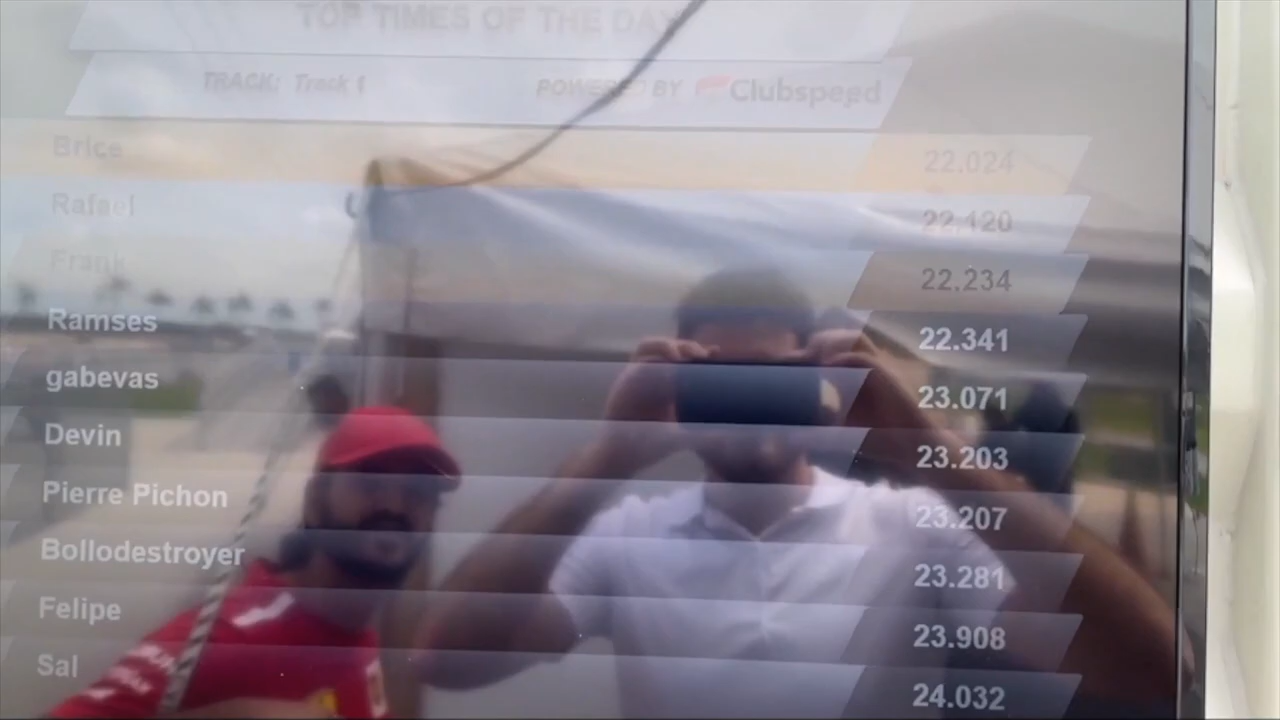 TOP TIMES OF THE DAY
TRACK: Track 1 POWERED BY Clubspeed
Brice 22.024
Rafael 22.120
Frank 22.234
Ramses 22.341
gabevas 23.071
Devin 23.203
Pierre Pichon 23.207
Bollodestroyer 23.281
Felipe 23.908
Sal 24.032